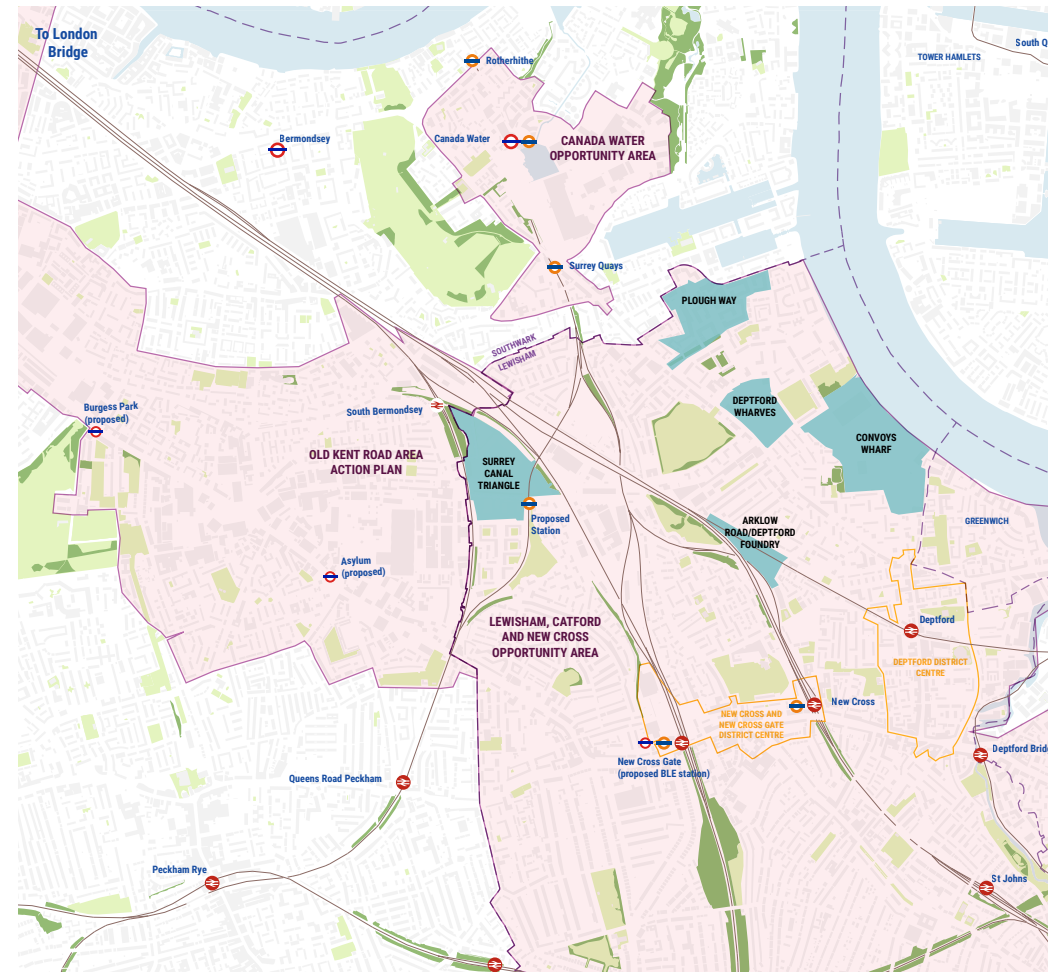 To London
Bridge
Rotherhithe
South Q
TOWER HAMLETS
Bermondsey
Canada Water
CANADA WATER
OPPORTUNITY AREA
Surrey Quays
PLOUGH WAY
SOUTHWARK
LEWISHAM
Burgess Park
(proposed)
South Bermondsey
DEPTFORD
WHARVES
CONVOYS
WHARF
OLD KENT ROAD AREA
ACTION PLAN
SURREY
CANAL
TRIANGLE
Proposed
Station
ARKLOW
ROAD/DEPTFORD
FOUNDRY
GREENWICH
Asylum
(proposed)
LEWISHAM, CATFORD
AND NEW CROSS
OPPORTUNITY AREA
Deptford
DEPTFORD DISTRICT
CENTRE
New Cross
NEW CROSS AND
NEW CROSS GATE
DISTRICT CENTRE
Deptford Brid
New Cross Gate
(proposed BLE station)
Queens Road Peckham
Peckham Rye
St Johns